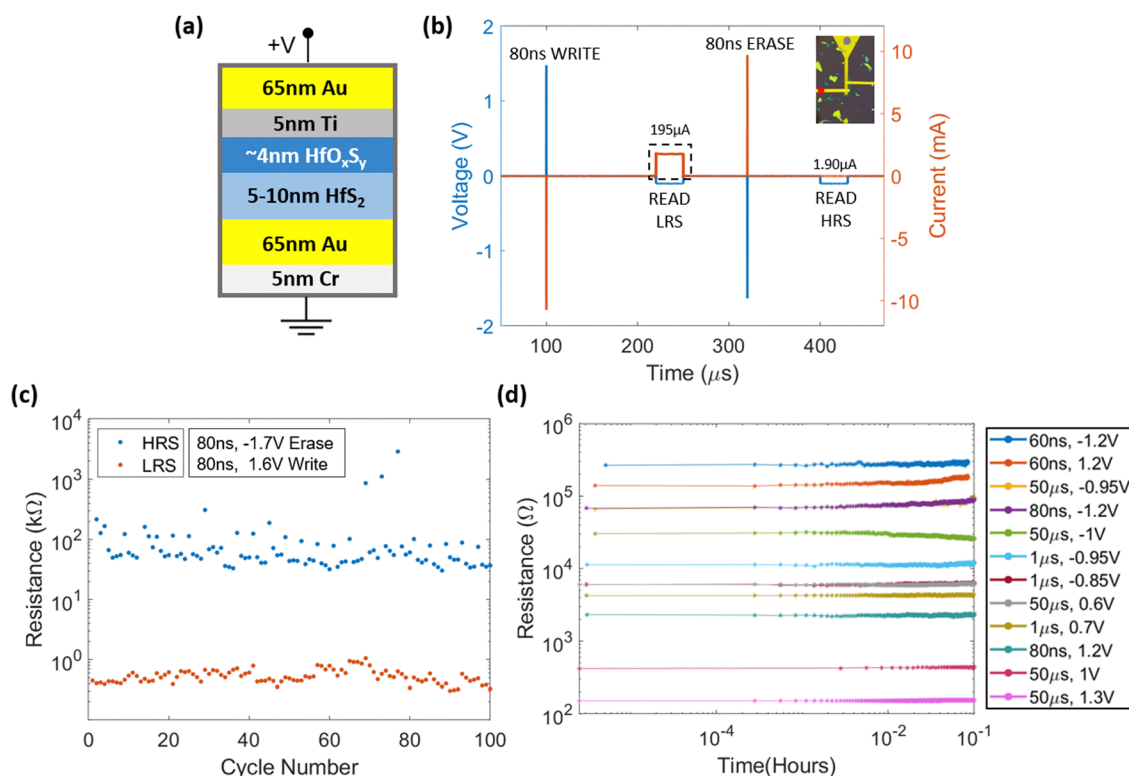 (a)
+V
65nm Au
5nm Ti
~4nm HfOxSy
5-10nm HfS2
65nm Au
5nm Cr
(b)
2
1
0
-1
-2
Voltage (V)
80ns WRITE
80ns ERASE
195μA
1.90μA
READ
LRS
READ
HRS
10
5
0
-5
-10
Current (mA)
100
200
300
400
Time (μs)
(c)
10^4
10^3
10^2
10^1
10^0
Resistance (kΩ)
HRS
LRS
80ns, -1.7V Erase
80ns, 1.6V Write
0
20
40
60
80
100
Cycle Number
(d)
10^6
10^5
10^4
10^3
10^2
Resistance (Ω)
10^-4
10^-2
10^-1
Time(Hours)
60ns, -1.2V
60ns, 1.2V
50μs, -0.95V
80ns, -1.2V
50μs, -1V
1μs, -0.95V
1μs, -0.85V
50μs, 0.6V
1μs, 0.7V
80ns, 1.2V
50μs, 1V
50μs, 1.3V